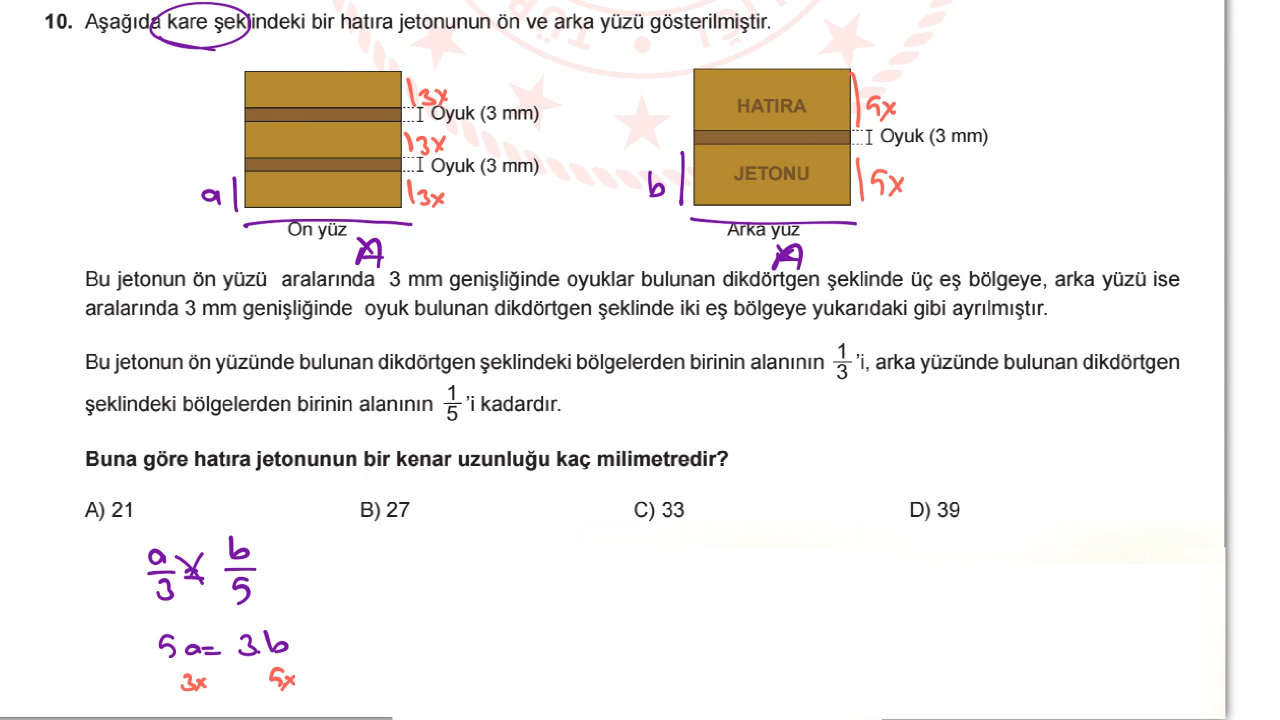 10. Aşağıda kare şeklindeki bir hatıra jetonunun ön ve arka yüzü gösterilmiştir.
3x
Oyuk (3 mm)
3x
Oyuk (3 mm)
a
3x
Ön yüz
HATIRA
5x
Oyuk (3 mm)
JETONU
b
5x
Arka yüz
Bu jetonun ön yüzü aralarında 3 mm genişliğinde oyuklar bulunan dikdörtgen şeklinde üç eş bölgeye, arka yüzü ise
aralarında 3 mm genişliğinde oyuk bulunan dikdörtgen şeklinde iki eş bölgeye yukarıdaki gibi ayrılmıştır.
Bu jetonun ön yüzünde bulunan dikdörtgen şeklindeki bölgelerden birinin alanının 1/3 'i, arka yüzünde bulunan dikdörtgen
şeklindeki bölgelerden birinin alanının 1/5 'i kadardır.
Buna göre hatıra jetonunun bir kenar uzunluğu kaç milimetredir?
A) 21 B) 27 C) 33 D) 39
a/3 = b/5
5a= 3.b
3x 5x